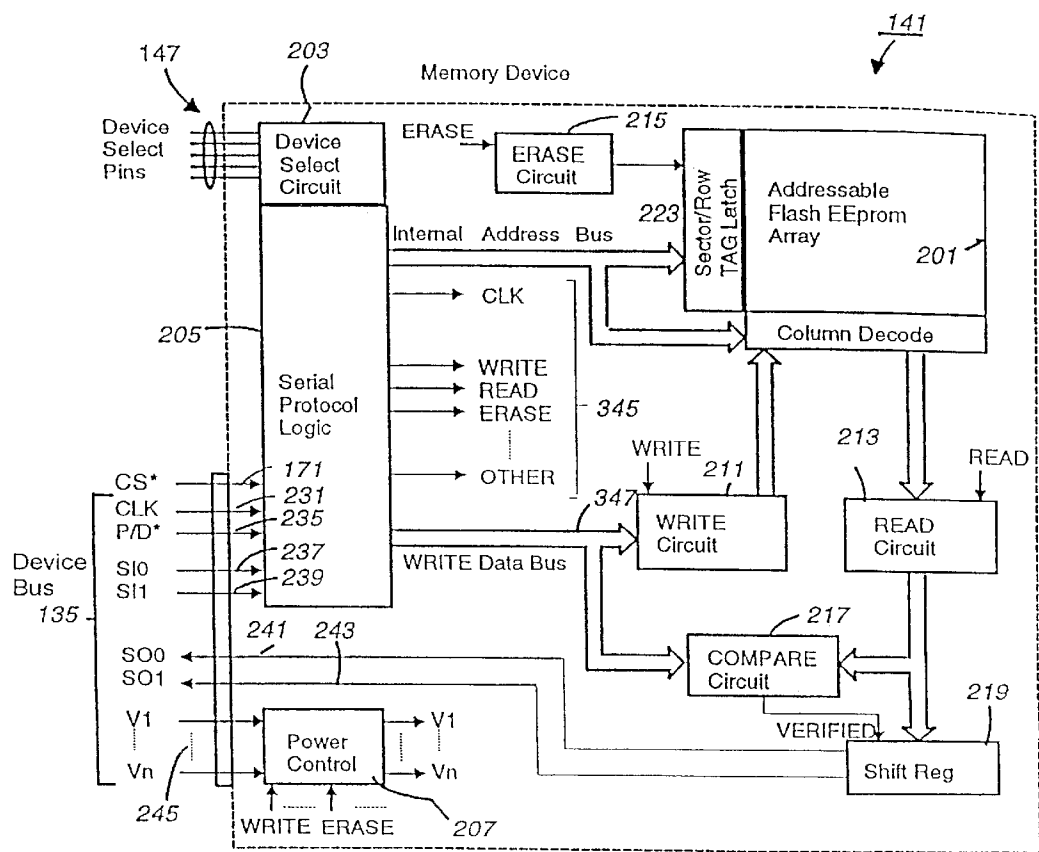 141
147
203
Memory Device
Device
Select
Pins
Device
Select
Circuit
ERASE
215
ERASE
Circuit
223
Sector/Row
TAG Latch
Addressable
Flash EEprom
Array
201
Internal Address Bus
CLK
Column Decode
205
Serial
Protocol
Logic
WRITE
READ
ERASE
OTHER
345
213
READ
READ
Circuit
WRITE
211
WRITE
Circuit
347
WRITE Data Bus
Device
Bus
135
CS*
171
CLK
231
P/D*
235
SI0
237
SI1
239
SO0
241
SO1
243
217
COMPARE
Circuit
VERIFIED
219
Shift Reg
V1
Vn
245
Power
Control
V1
Vn
WRITE
ERASE
207